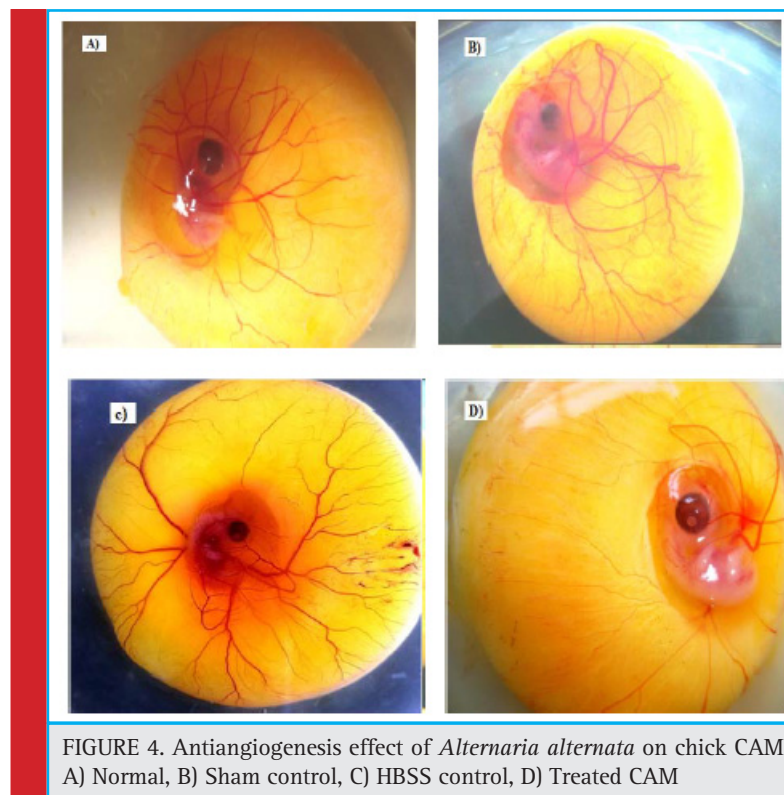 A)
B)
c)
D)
FIGURE 4. Antiangiogenesis effect of Alternaria alternata on chick CAM
A) Normal, B) Sham control, C) HBSS control, D) Treated CAM